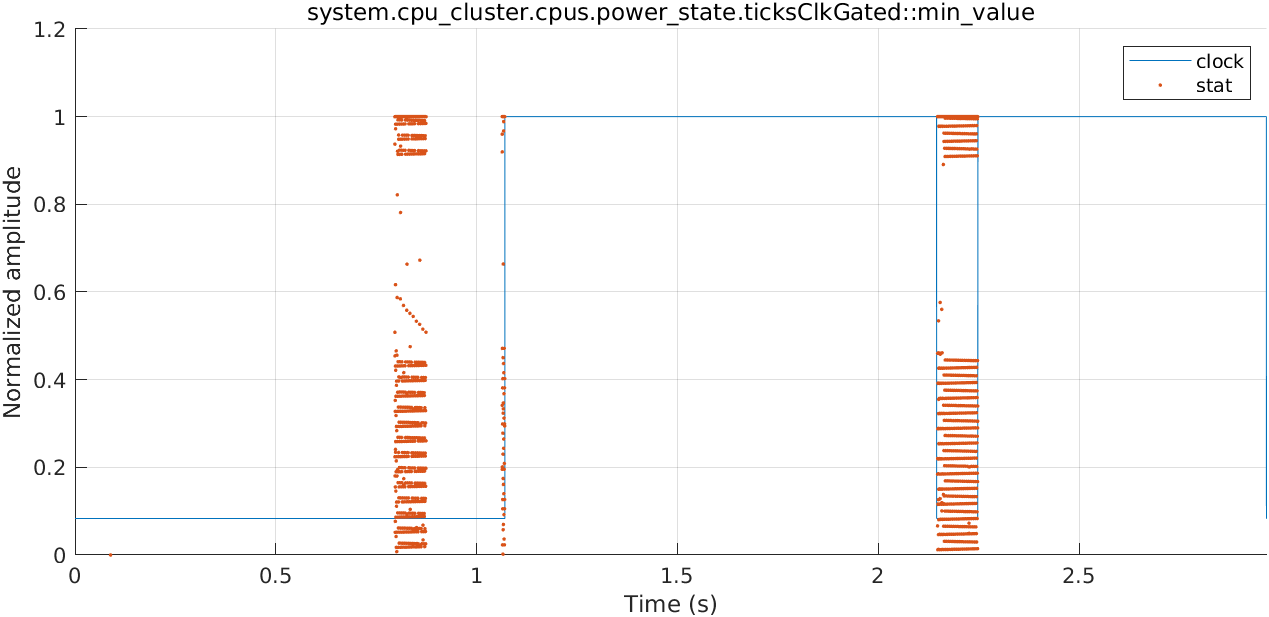 system.cpu_cluster.cpus.power_state.ticksClkGated::min_value
1.2
clock
stat
1
0.8
0.6
0.4
0.2
0
Normalized amplitude
0 0.5 1 1.5 2 2.5
Time (s)